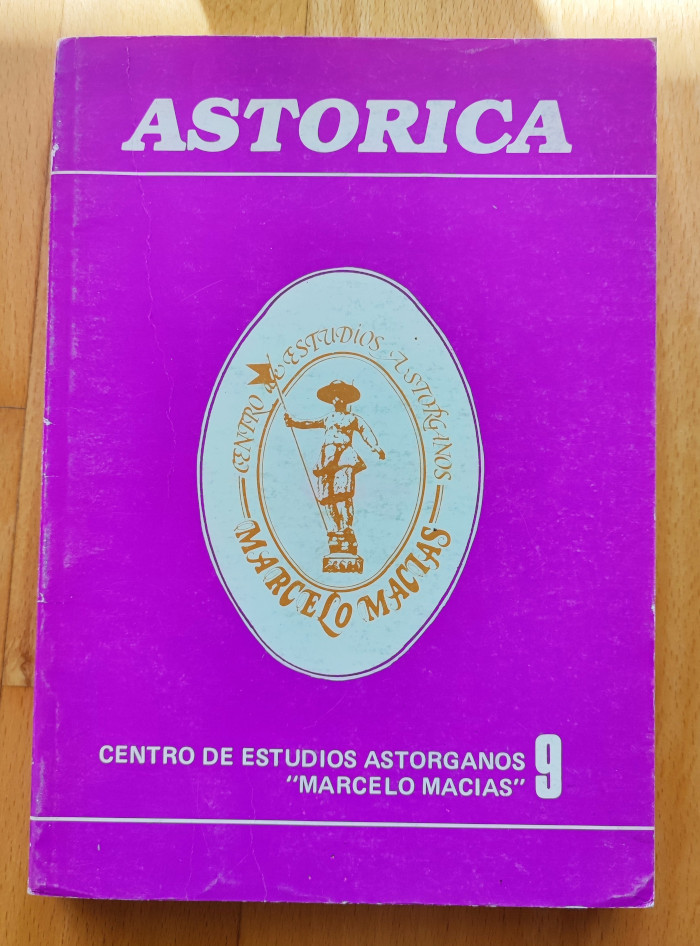 ASTORICA
CENTRO de ESTUDiOS ASTORGANOS
MARCELO MACIAS
CENTRO DE ESTUDIOS ASTORGANOS 9
"MARCELO MACIAS"